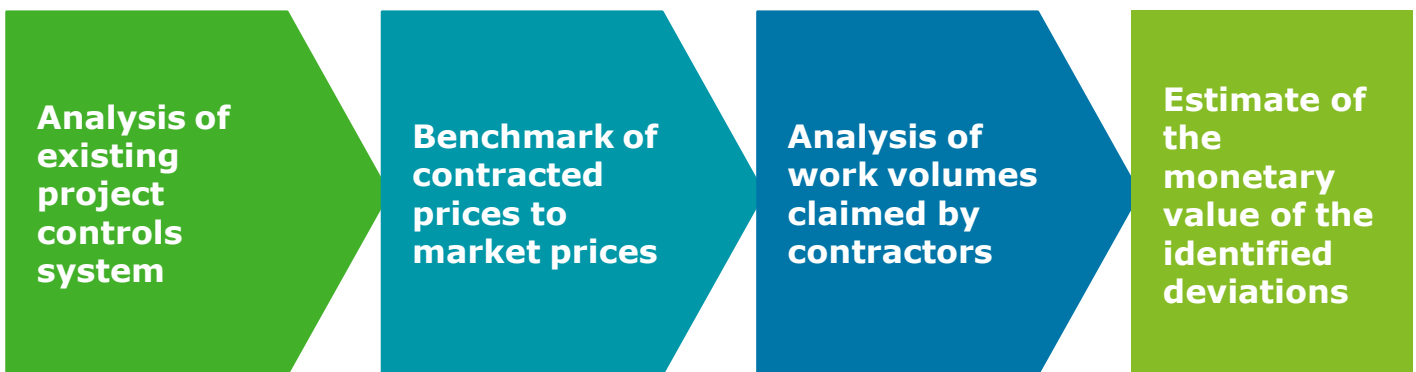 Analysis of
existing
project
controls
system
Benchmark of
contracted
prices to
market prices
Analysis of
work volumes
claimed by
contractors
Estimate of
the
monetary
value of the
identified
deviations